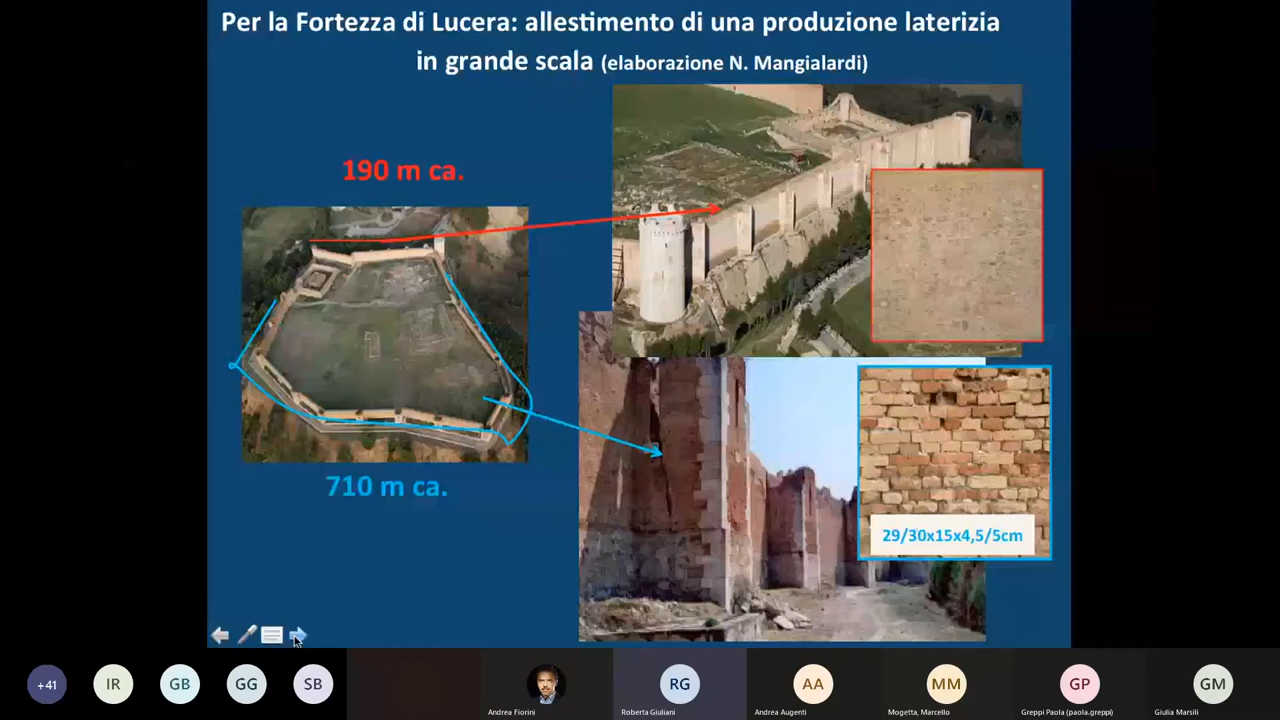 Per la Fortezza di Lucera: allestimento di una produzione laterizia
in grande scala (elaborazione N. Mangialardi)
190 m ca.
710 m ca.
29/30x15x4,5/5cm
+41
IR
GB
GG
SB
Andrea Fiorini
RG
Roberta Giuliani
AA
Andrea Augenti
MM
Mogetta, Marcello
GP
Greppi Paola (paola.greppi)
GM
Giulia Marsili